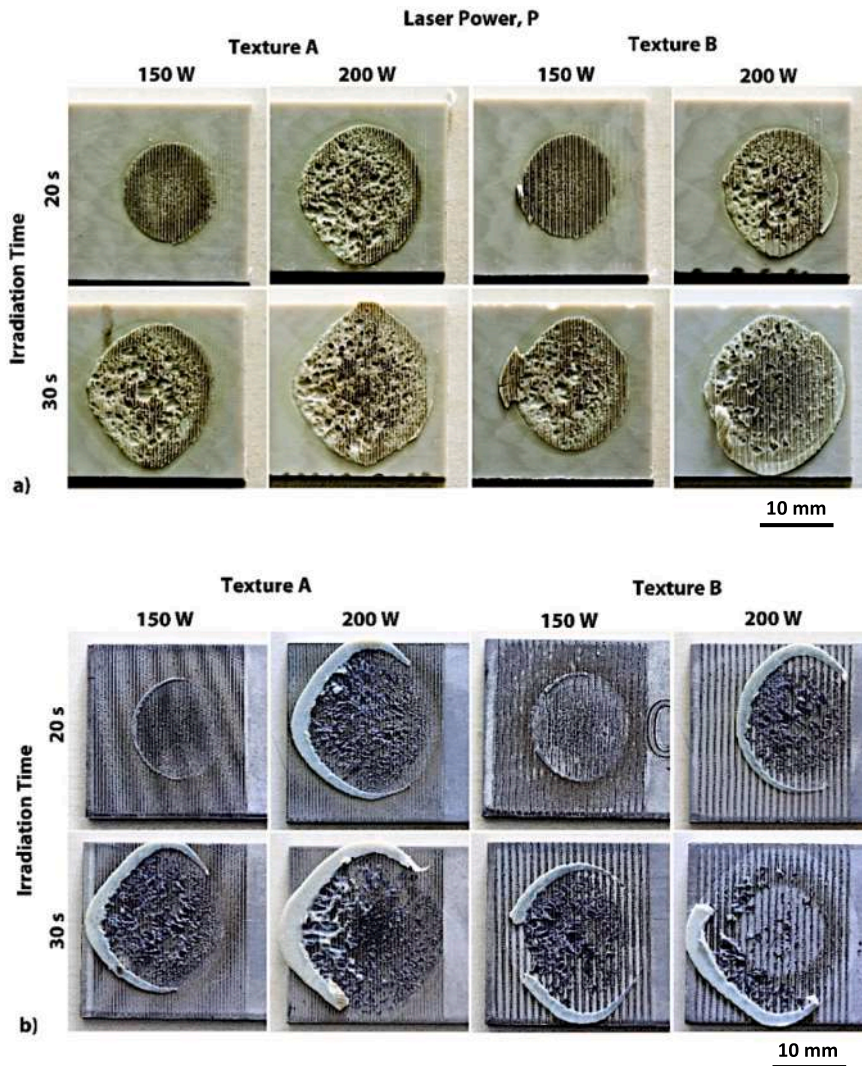 Laser Power, P
Texture A
Texture B
150 W
200 W
150 W
200 W
Irradiation Time
20 s
30 s
a)
10 mm
Texture A
Texture B
150 W
200 W
150 W
200 W
Irradiation Time
20 s
30 s
b)
10 mm